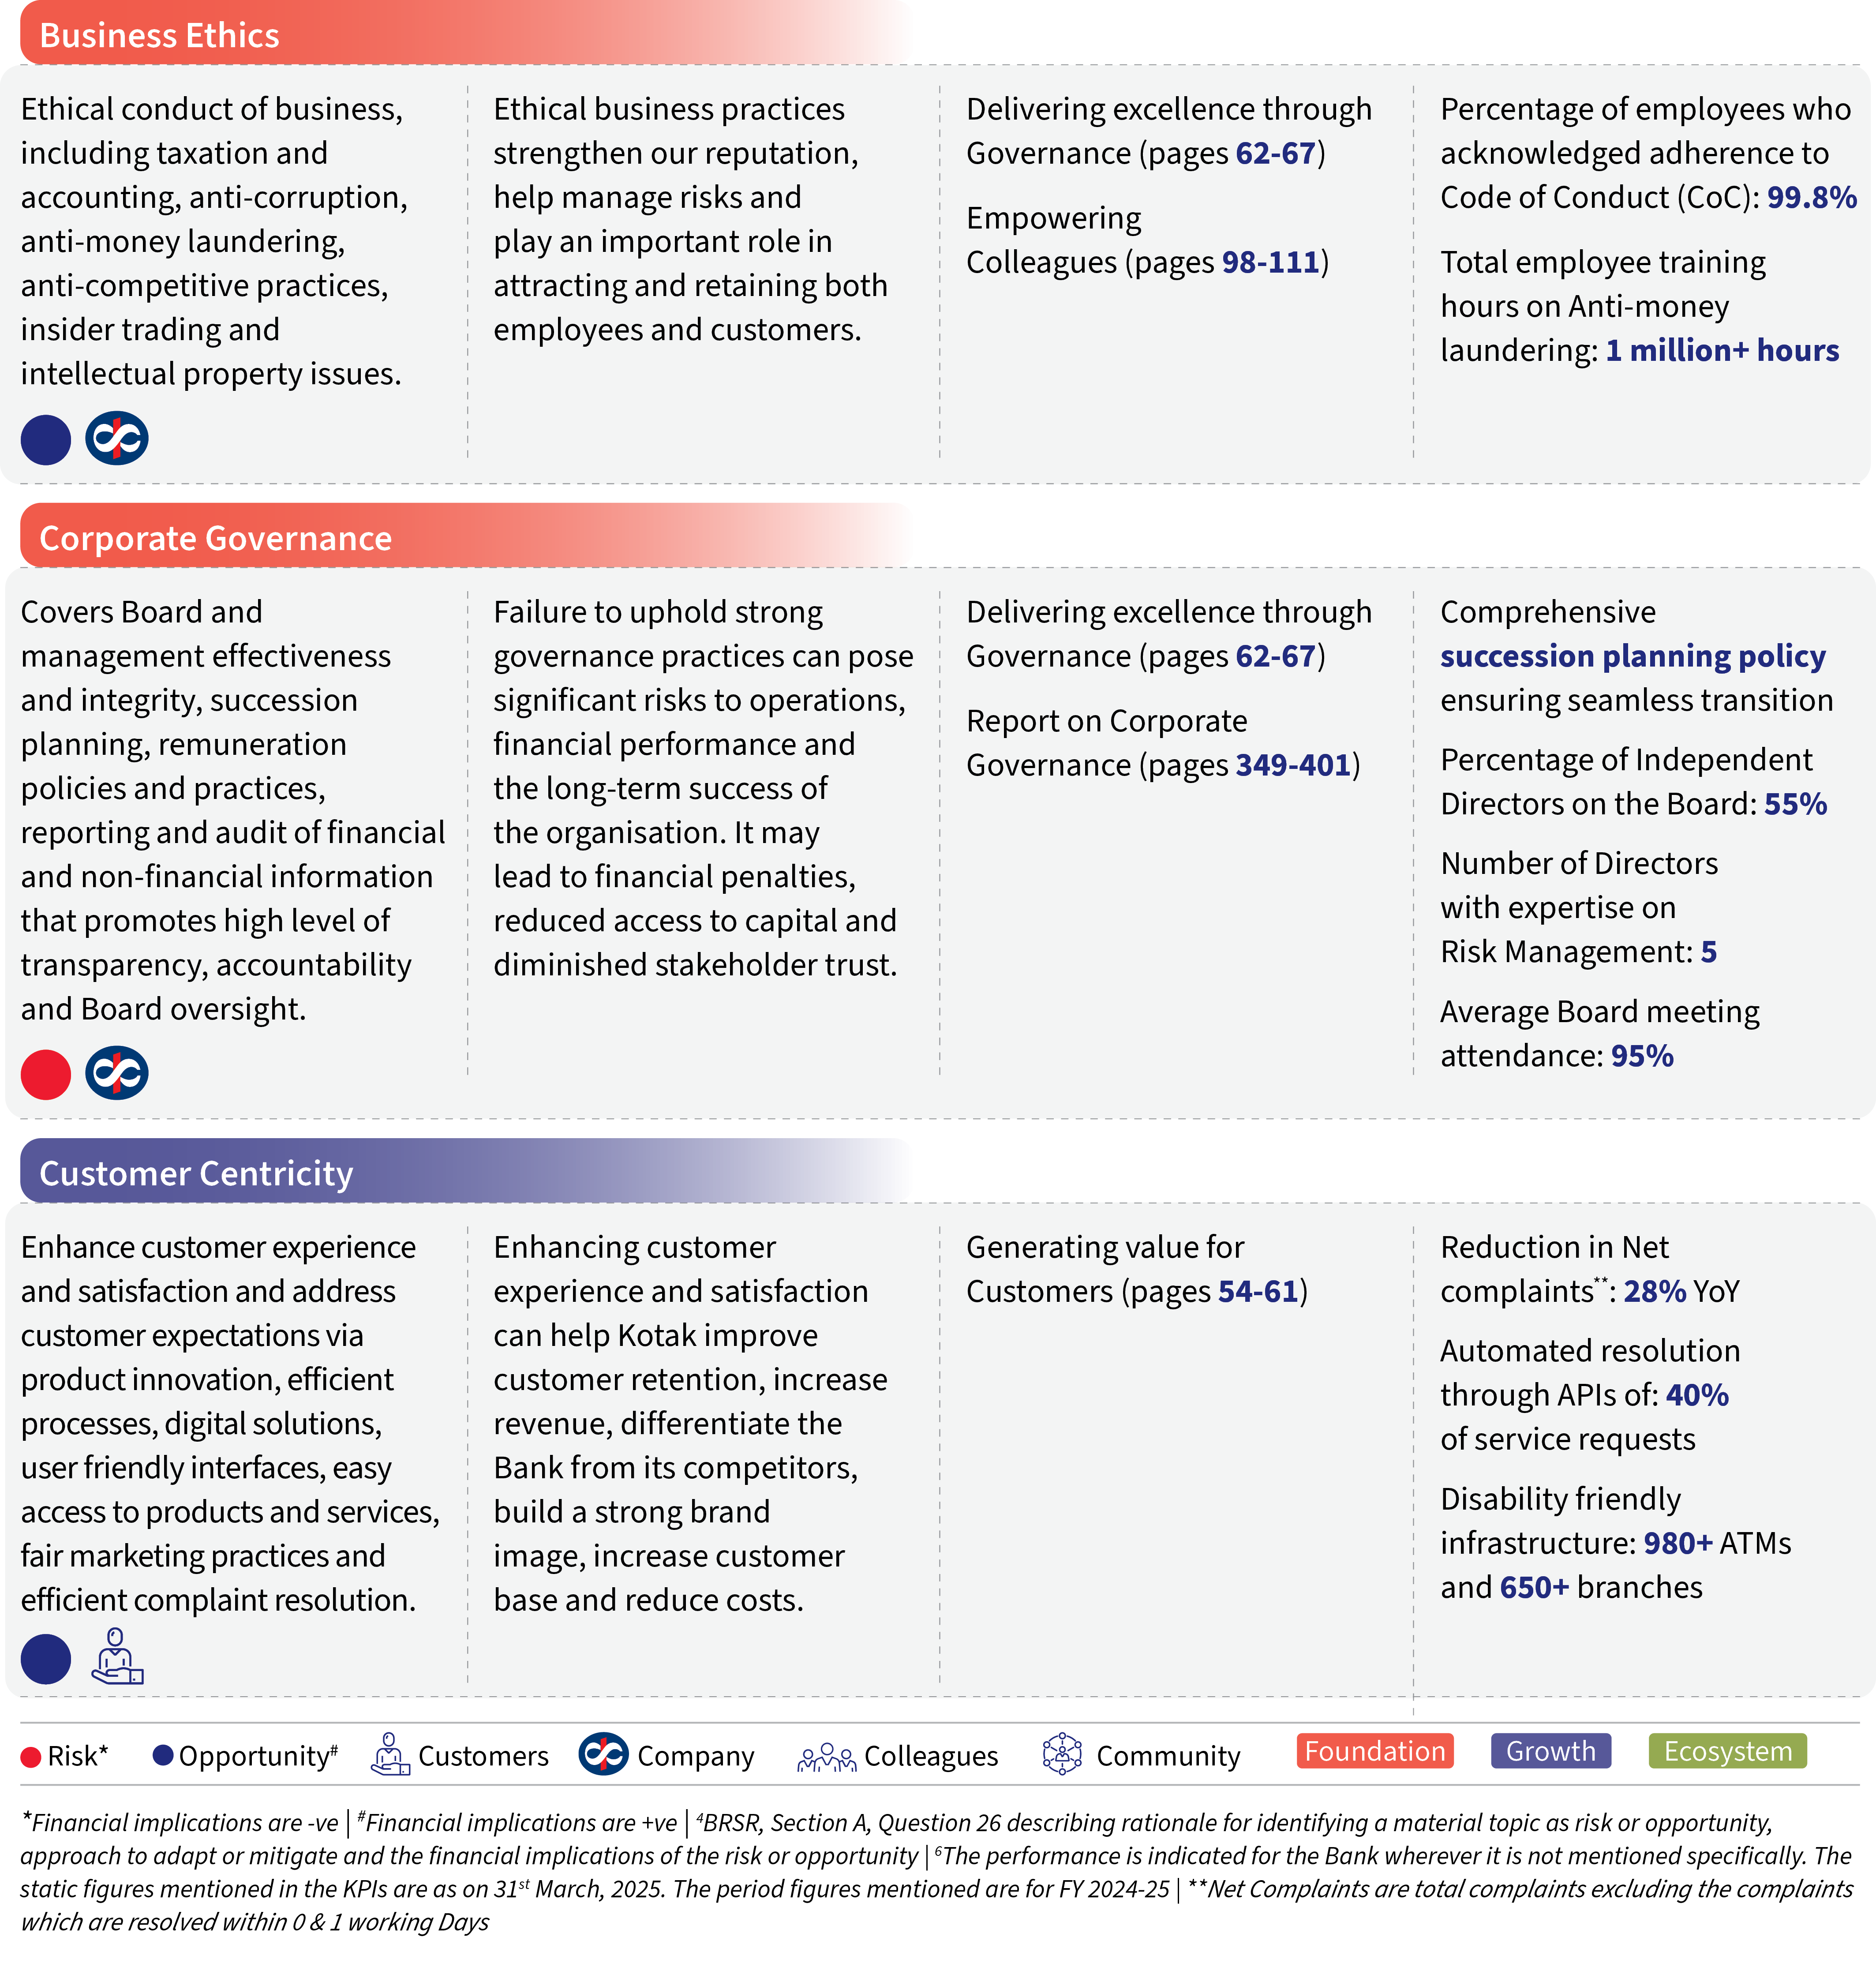 Business Ethics
Ethical conduct of business,
including taxation and
accounting, anti-corruption,
anti-money laundering,
anti-competitive practices,
insider trading and
intellectual property issues.
Ethical business practices
strengthen our reputation,
help manage risks and
play an important role in
attracting and retaining both
employees and customers.
Delivering excellence through
Governance (pages 62-67)
Empowering
Colleagues (pages 98-111)
Percentage of employees who
acknowledged adherence to
Code of Conduct (CoC): 99.8%
Total employee training
hours on Anti-money
laundering: 1 million+ hours
Corporate Governance
Covers Board and
management effectiveness
and integrity, succession
planning, remuneration
policies and practices,
reporting and audit of financial
and non-financial information
that promotes high level of
transparency, accountability
and Board oversight.
Failure to uphold strong
governance practices can pose
significant risks to operations,
financial performance and
the long-term success of
the organisation. It may
lead to financial penalties,
reduced access to capital and
diminished stakeholder trust.
Delivering excellence through
Governance (pages 62-67)
Report on Corporate
Governance (pages 349-401)
Comprehensive
succession planning policy
ensuring seamless transition
Percentage of Independent
Directors on the Board: 55%
Number of Directors
with expertise on
Risk Management: 5
Average Board meeting
attendance: 95%
Customer Centricity
Enhance customer experience
and satisfaction and address
customer expectations via
product innovation, efficient
processes, digital solutions,
user friendly interfaces, easy
access to products and services,
fair marketing practices and
efficient complaint resolution.
Enhancing customer
experience and satisfaction
can help Kotak improve
customer retention, increase
revenue, differentiate the
Bank from its competitors,
build a strong brand
image, increase customer
base and reduce costs.
Generating value for
Customers (pages 54-61)
Reduction in Net
complaints**: 28% YoY
Automated resolution
through APIs of: 40%
of service requests
Disability friendly
infrastructure: 980+ ATMs
and 650+ branches
Risk* Opportunity# Customers Company Colleagues Community Foundation Growth Ecosystem
*Financial implications are -ve | #Financial implications are +ve | 4BRSR, Section A, Question 26 describing rationale for identifying a material topic as risk or opportunity,
approach to adapt or mitigate and the financial implications of the risk or opportunity | 6The performance is indicated for the Bank wherever it is not mentioned specifically. The
static figures mentioned in the KPIs are as on 31st March, 2025. The period figures mentioned are for FY 2024-25 | **Net Complaints are total complaints excluding the complaints
which are resolved within 0 & 1 working Days